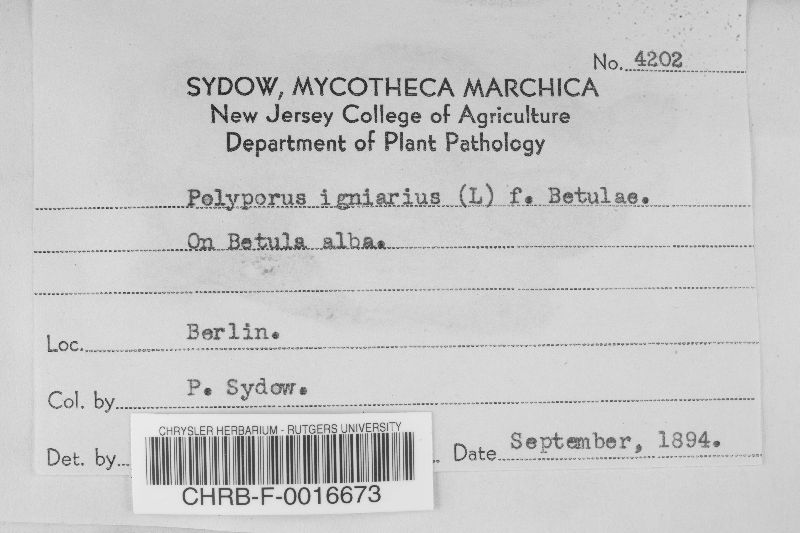 No. 4202
SYDOW, MYCOTHECA MARCHICA
New Jersey College of Agriculture
Department of Plant Pathology
Polyporus igniarius (L) f. Betulae.
On Betula alba.
Loc. Berlin.
Col. by P. Sydow.
Det. by Date September, 1894.
CHRYSLER HERBARIUM - RUTGERS UNIVERSITY
CHRB-F-0016673